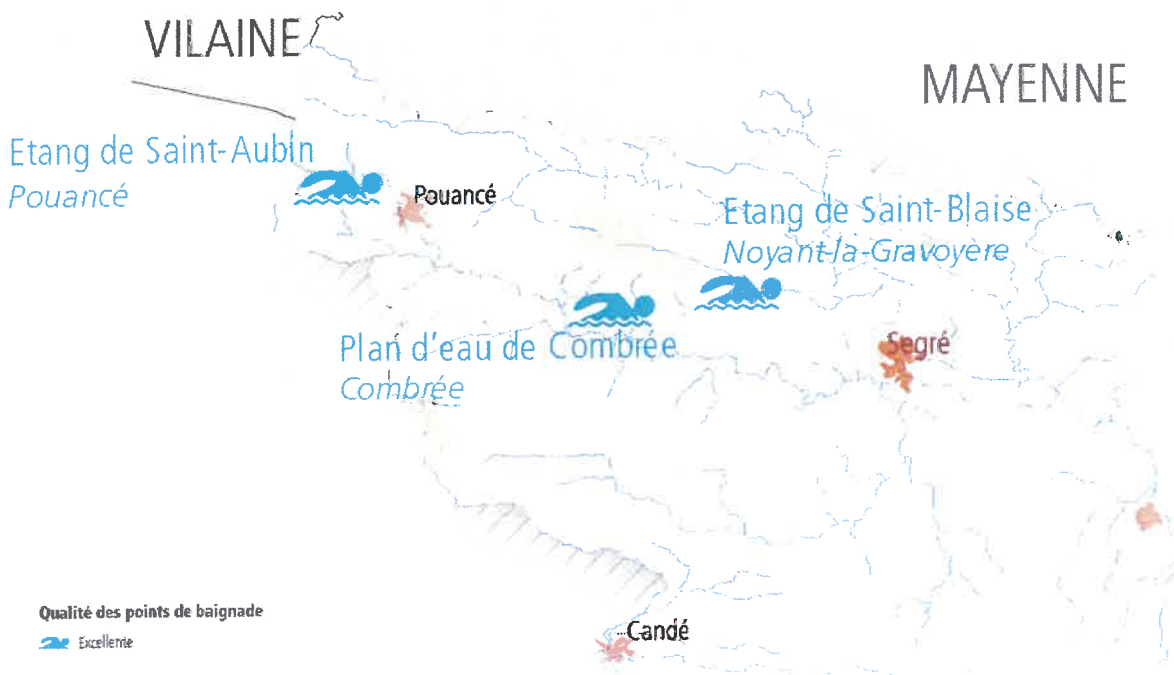 VILAINE
MAYENNE
Etang de Saint-Aubin
Pouancé
Pouancé
Etang de Saint-Blaise
Noyant-la-Gravoyère
Plan d'eau de Combrée
Combrée
Segré
Candé
Qualité des points de baignade
Excellente